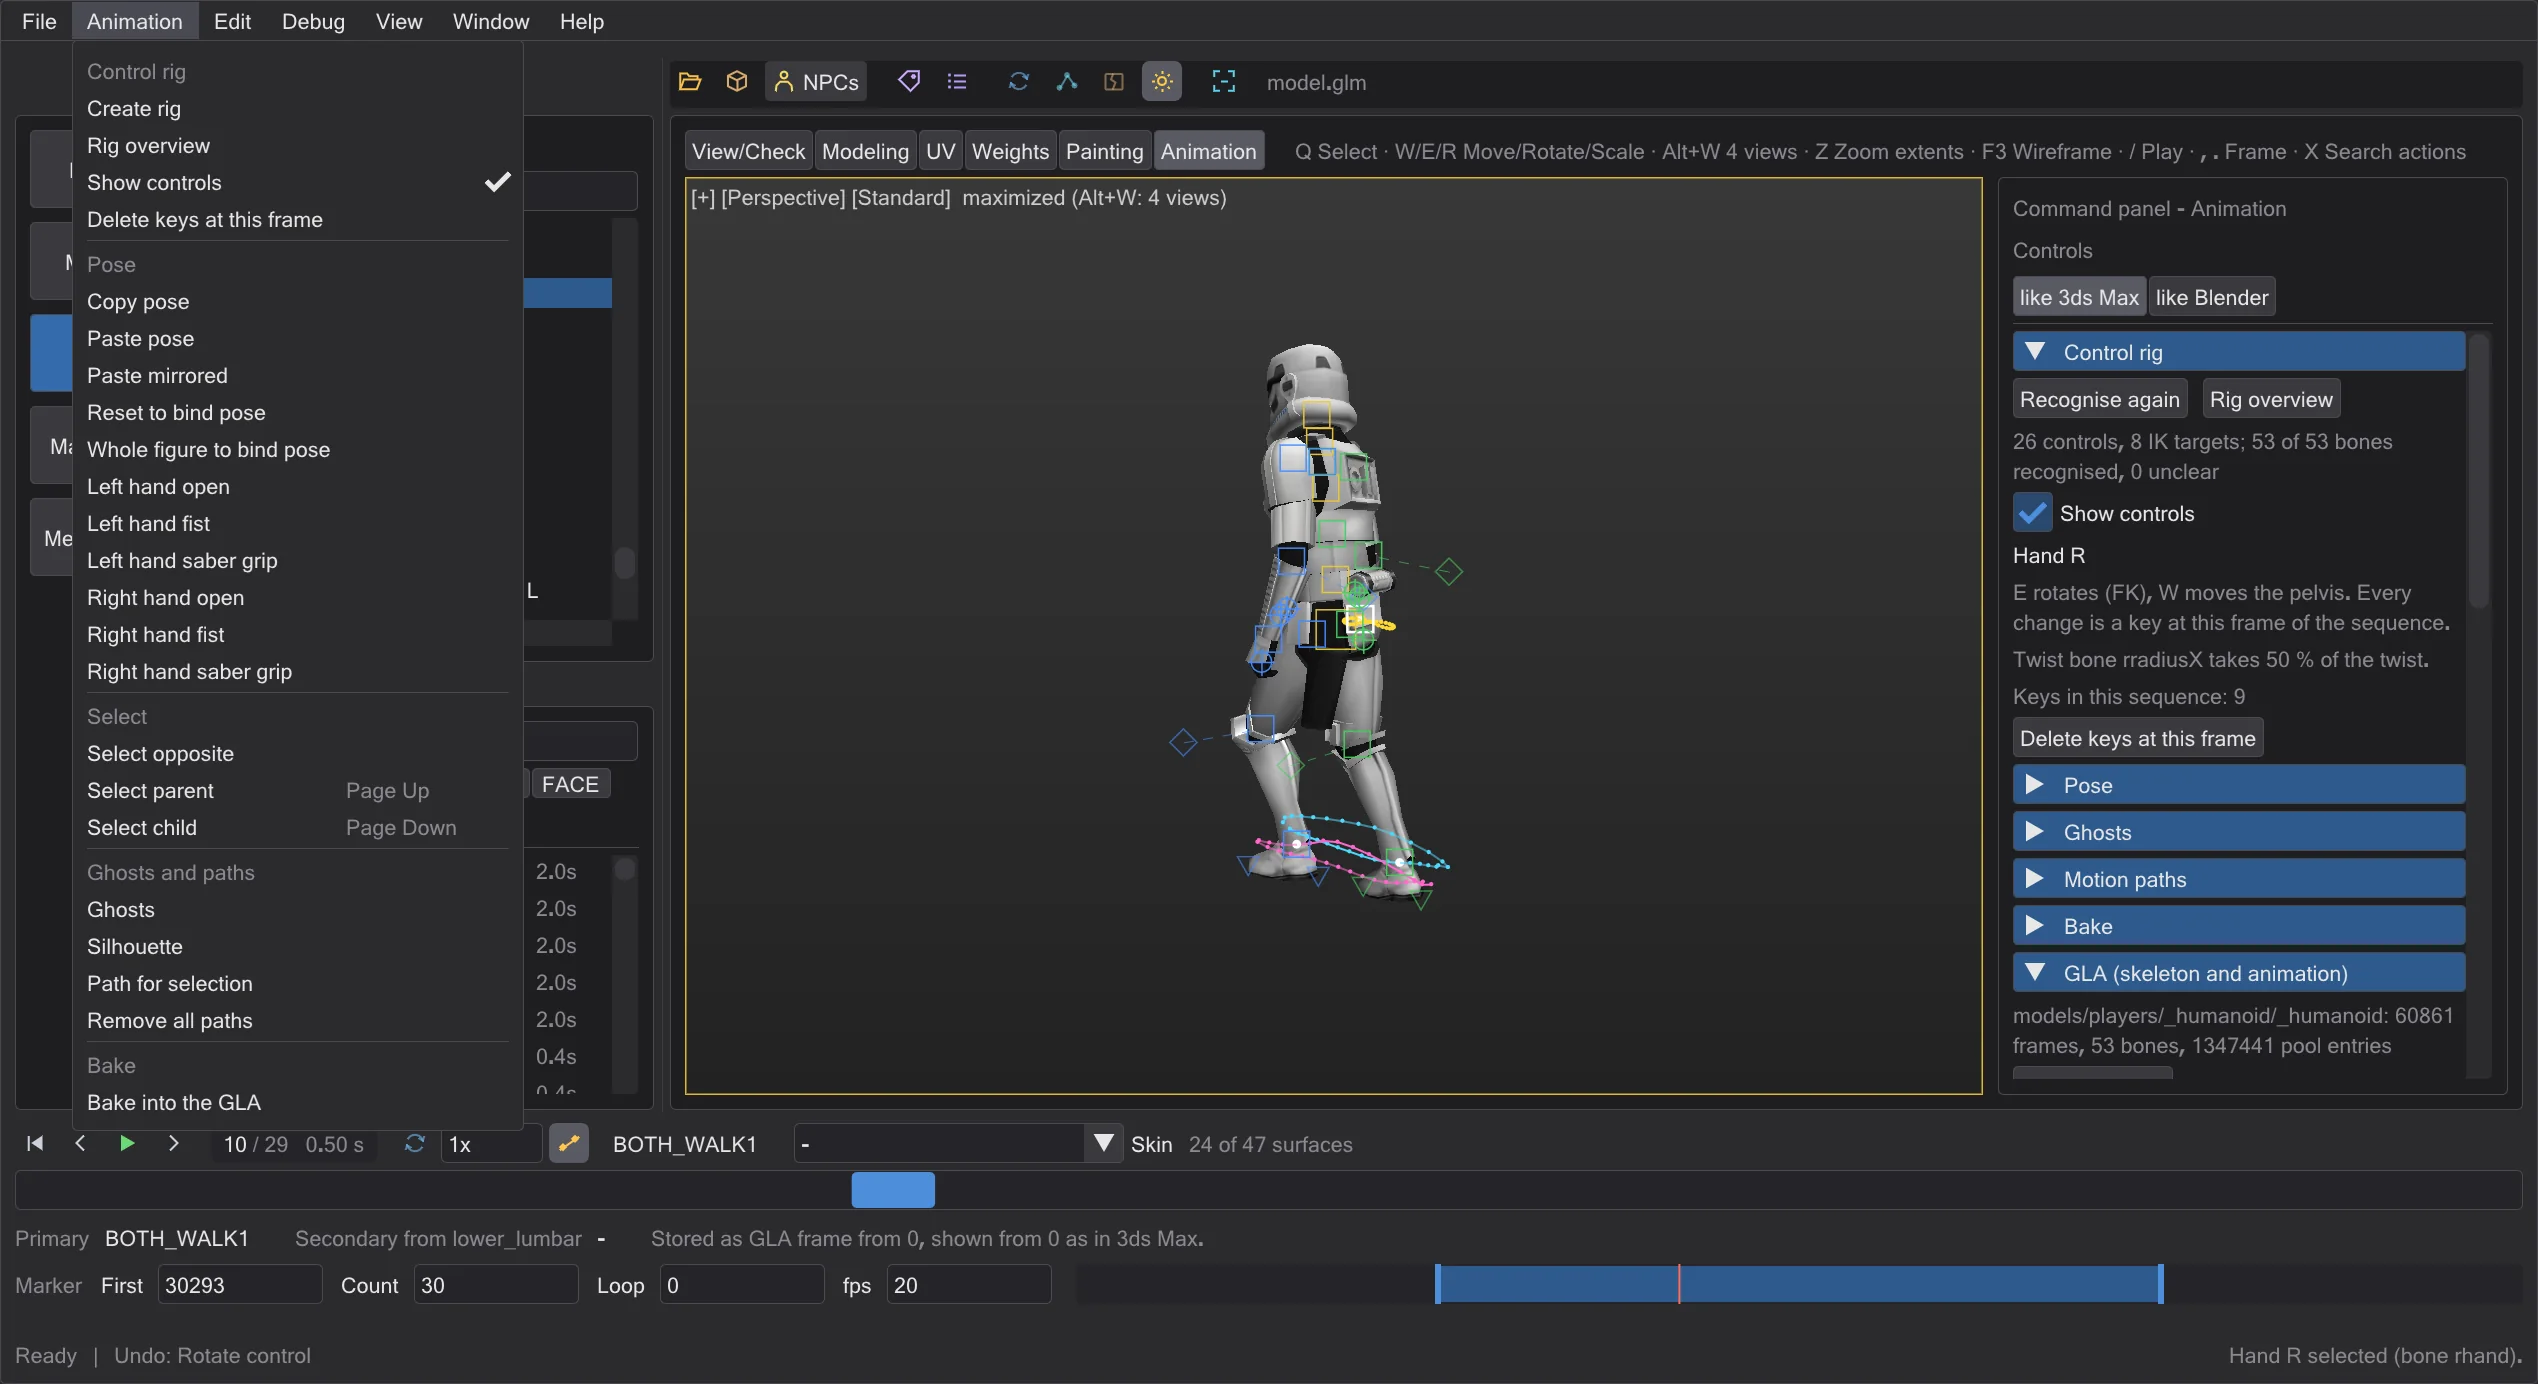 File Animation Edit Debug View Window Help
Control rig
Create rig
Rig overview
Show controls
Delete keys at this frame
Pose
Copy pose
Paste pose
Paste mirrored
Reset to bind pose
Whole figure to bind pose
Left hand open
Left hand fist
Left hand saber grip
Right hand open
Right hand fist
Right hand saber grip
Select
Select opposite
Select parent Page Up
Select child Page Down
Ghosts and paths
Ghosts
Silhouette
Path for selection
Remove all paths
Bake
Bake into the GLA
L
FACE
2.0s
2.0s
2.0s
2.0s
2.0s
0.4s
NPCs model.glm
View/Check Modeling UV Weights Painting Animation Q Select · W/E/R Move/Rotate/Scale · Alt+W 4 views · Z Zoom extents · F3 Wireframe · / Play · , . Frame · X Search actions
[+] [Perspective] [Standard] maximized (Alt+W: 4 views)
Command panel - Animation
Controls
like 3ds Max like Blender
Control rig
Recognise again Rig overview
26 controls, 8 IK targets; 53 of 53 bones
recognised, 0 unclear
Show controls
Hand R
E rotates (FK), W moves the pelvis. Every
change is a key at this frame of the sequence.
Twist bone rradiusX takes 50 % of the twist.
Keys in this sequence: 9
Delete keys at this frame
Pose
Ghosts
Motion paths
Bake
GLA (skeleton and animation)
models/players/_humanoid/_humanoid: 60861
frames, 53 bones, 1347441 pool entries
10 / 29 0.50 s 1x BOTH_WALK1 - Skin 24 of 47 surfaces
Primary BOTH_WALK1 Secondary from lower_lumbar - Stored as GLA frame from 0, shown from 0 as in 3ds Max.
Marker First 30293 Count 30 Loop 0 fps 20
Ready | Undo: Rotate control
Hand R selected (bone rhand).